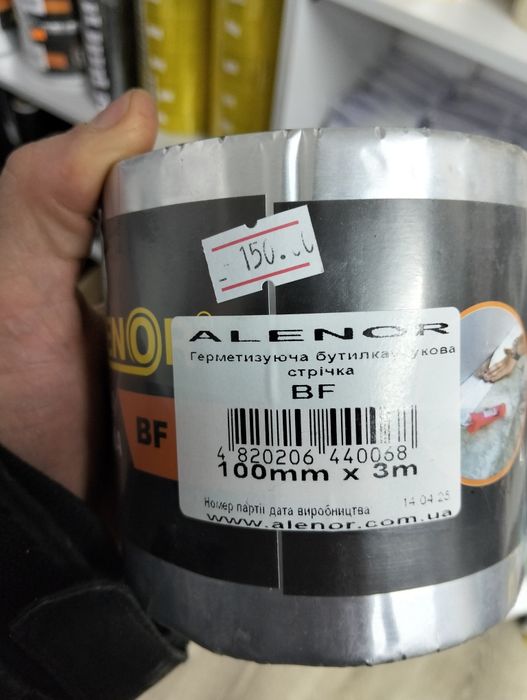 150.00
ALENOR
Герметизуюча бутилкаучукова
стрічка
BF
BF
4 820206 440068
100mm x 3m
Номер партії дата виробництва 14.04.25
www.alenor.com.ua